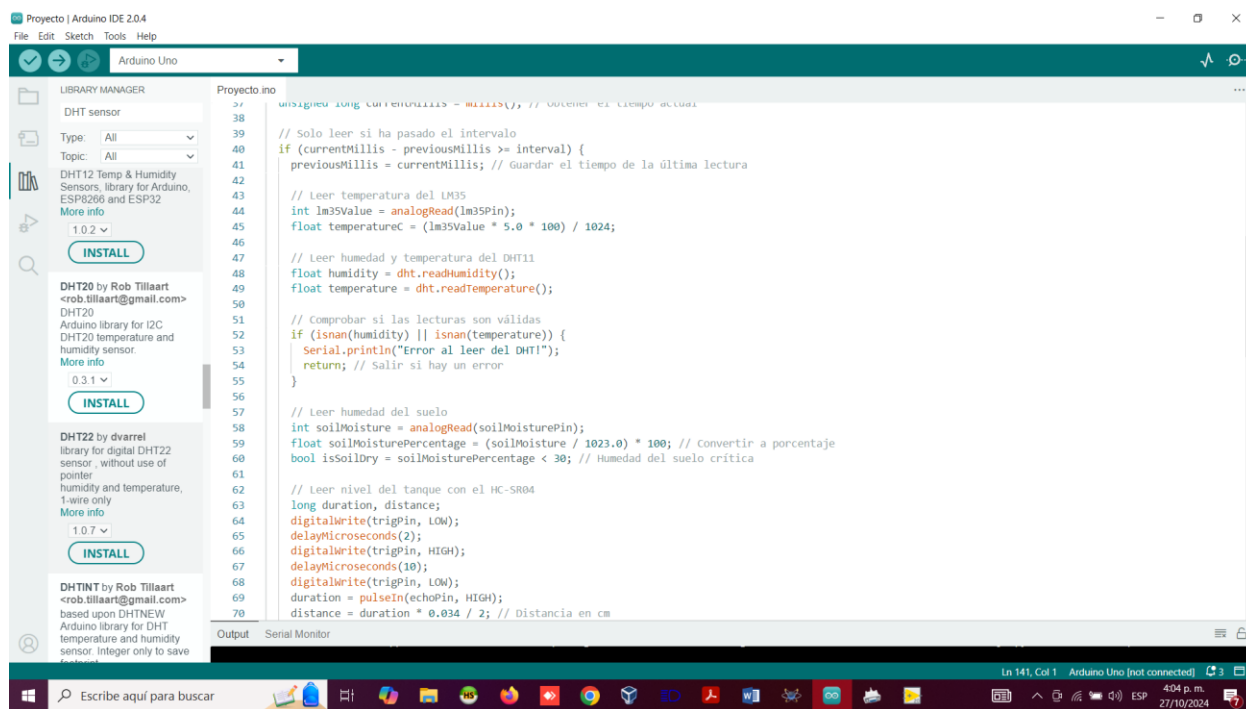 Proyecto | Arduino IDE 2.0.4
File Edit Sketch Tools Help
Arduino Uno
LIBRARY MANAGER
DHT sensor
Type: All
Topic: All
DHT12 Temp & Humidity
Sensors, library for Arduino,
ESP8266 and ESP32
More info
1.0.2
INSTALL
DHT20 by Rob Tillaart
<rob.tillaart@gmail.com>
DHT20
Arduino library for I2C
DHT20 temperature and
humidity sensor.
More info
0.3.1
INSTALL
DHT22 by dvarrel
library for digital DHT22
sensor , without use of
pointer
humidity and temperature,
1-wire only
More info
1.0.7
INSTALL
DHTINT by Rob Tillaart
<rob.tillaart@gmail.com>
based upon DHTNEW
Arduino library for DHT
temperature and humidity
sensor. Integer only to save
footprint
Proyecto.ino
37 unsigned long currentMillis = millis(); // Obtener el tiempo actual
38
39 // Solo leer si ha pasado el intervalo
40 if (currentMillis - previousMillis >= interval) {
41 previousMillis = currentMillis; // Guardar el tiempo de la última lectura
42
43 // Leer temperatura del LM35
44 int lm35Value = analogRead(lm35Pin);
45 float temperatureC = (lm35Value * 5.0 * 100) / 1024;
46
47 // Leer humedad y temperatura del DHT11
48 float humidity = dht.readHumidity();
49 float temperature = dht.readTemperature();
50
51 // Comprobar si las lecturas son válidas
52 if (isnan(humidity) || isnan(temperature)) {
53 Serial.println("Error al leer del DHT!");
54 return; // Salir si hay un error
55 }
56
57 // Leer humedad del suelo
58 int soilMoisture = analogRead(soilMoisturePin);
59 float soilMoisturePercentage = (soilMoisture / 1023.0) * 100; // Convertir a porcentaje
60 bool isSoilDry = soilMoisturePercentage < 30; // Humedad del suelo crítica
61
62 // Leer nivel del tanque con el HC-SR04
63 long duration, distance;
64 digitalWrite(trigPin, LOW);
65 delayMicroseconds(2);
66 digitalWrite(trigPin, HIGH);
67 delayMicroseconds(10);
68 digitalWrite(trigPin, LOW);
69 duration = pulseIn(echoPin, HIGH);
70 distance = duration * 0.034 / 2; // Distancia en cm
Output Serial Monitor
Ln 141, Col 1 Arduino Uno [not connected] 3
Escribe aquí para buscar
HS
ESP
4:04 p. m.
27/10/2024
7